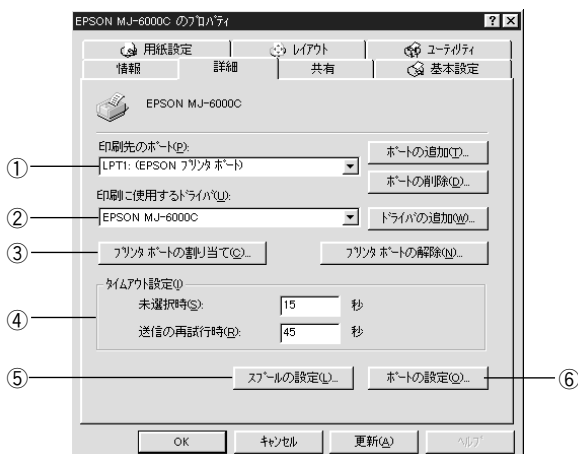 EPSON MJ-6000C のプロパティ
用紙設定 レイアウト ユーティリティ
情報 詳細 共有 基本設定
EPSON MJ-6000C
印刷先のポート(P):
① LPT1: (EPSON プリンタ ポート) ポートの追加(T)...
ポートの削除(D)...
印刷に使用するドライバ(U):
② EPSON MJ-6000C ドライバの追加(W)...
③ プリンタ ポートの割り当て(C)... プリンタ ポートの解除(N)...
タイムアウト設定(I)
④ 未選択時(S): 15 秒
送信の再試行時(R): 45 秒
⑤ スプールの設定(L)... ポートの設定(O)... ⑥
OK キャンセル 更新(A) ヘルプ